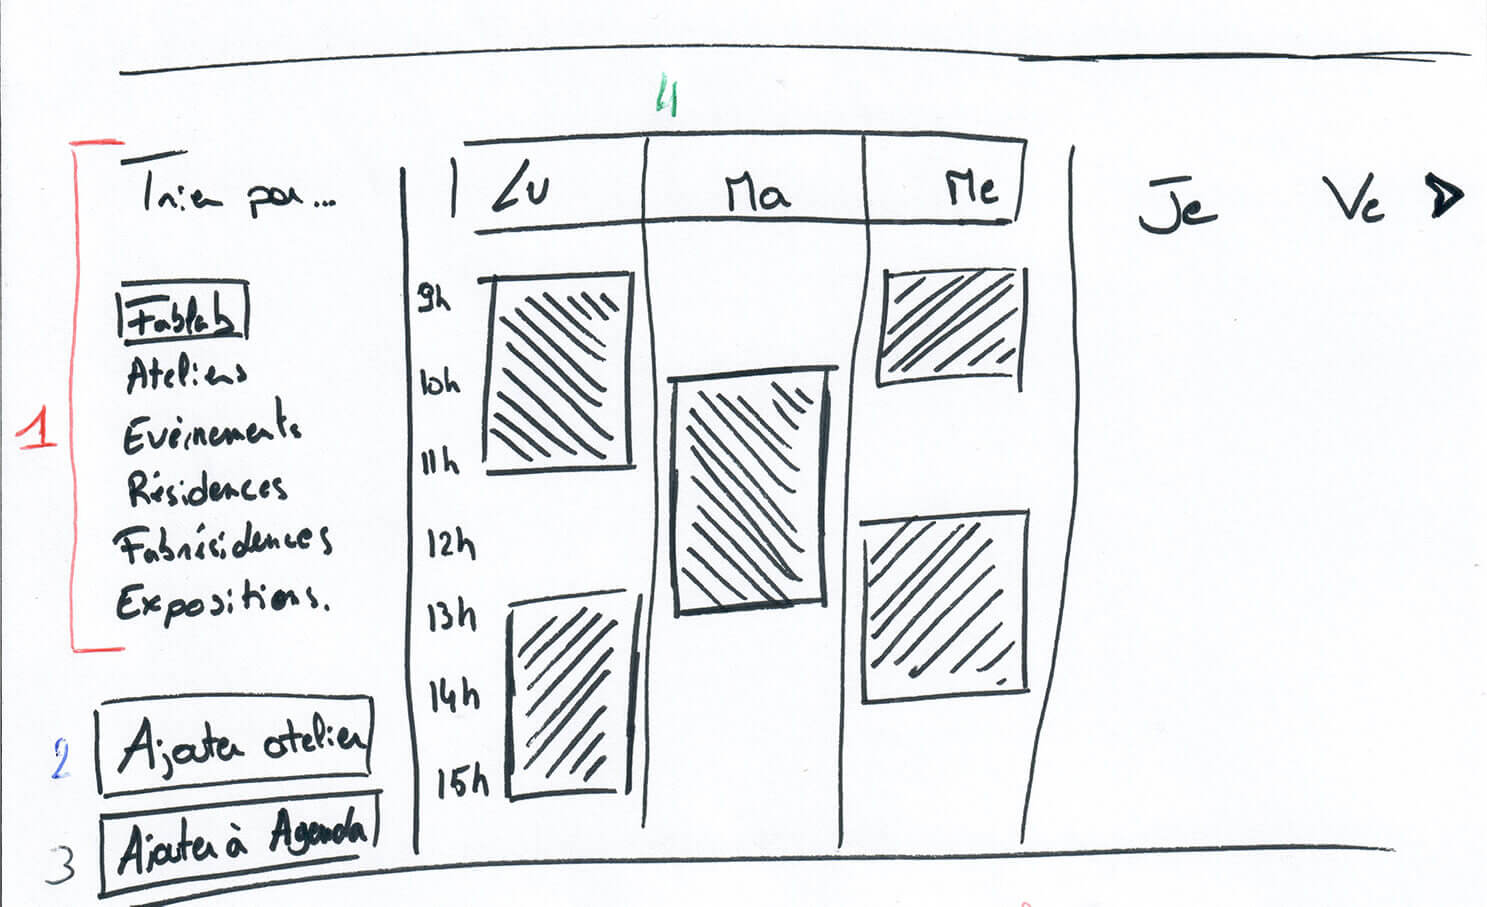 4
Trier par...
Lu Ma Me Je Ve
1
Fablab
Ateliers
Evénements
Résidences
Fabrésidences
Expositions.
9h
10h
11h
12h
13h
14h
15h
2 Ajouter atelier
3 Ajouter à Agenda